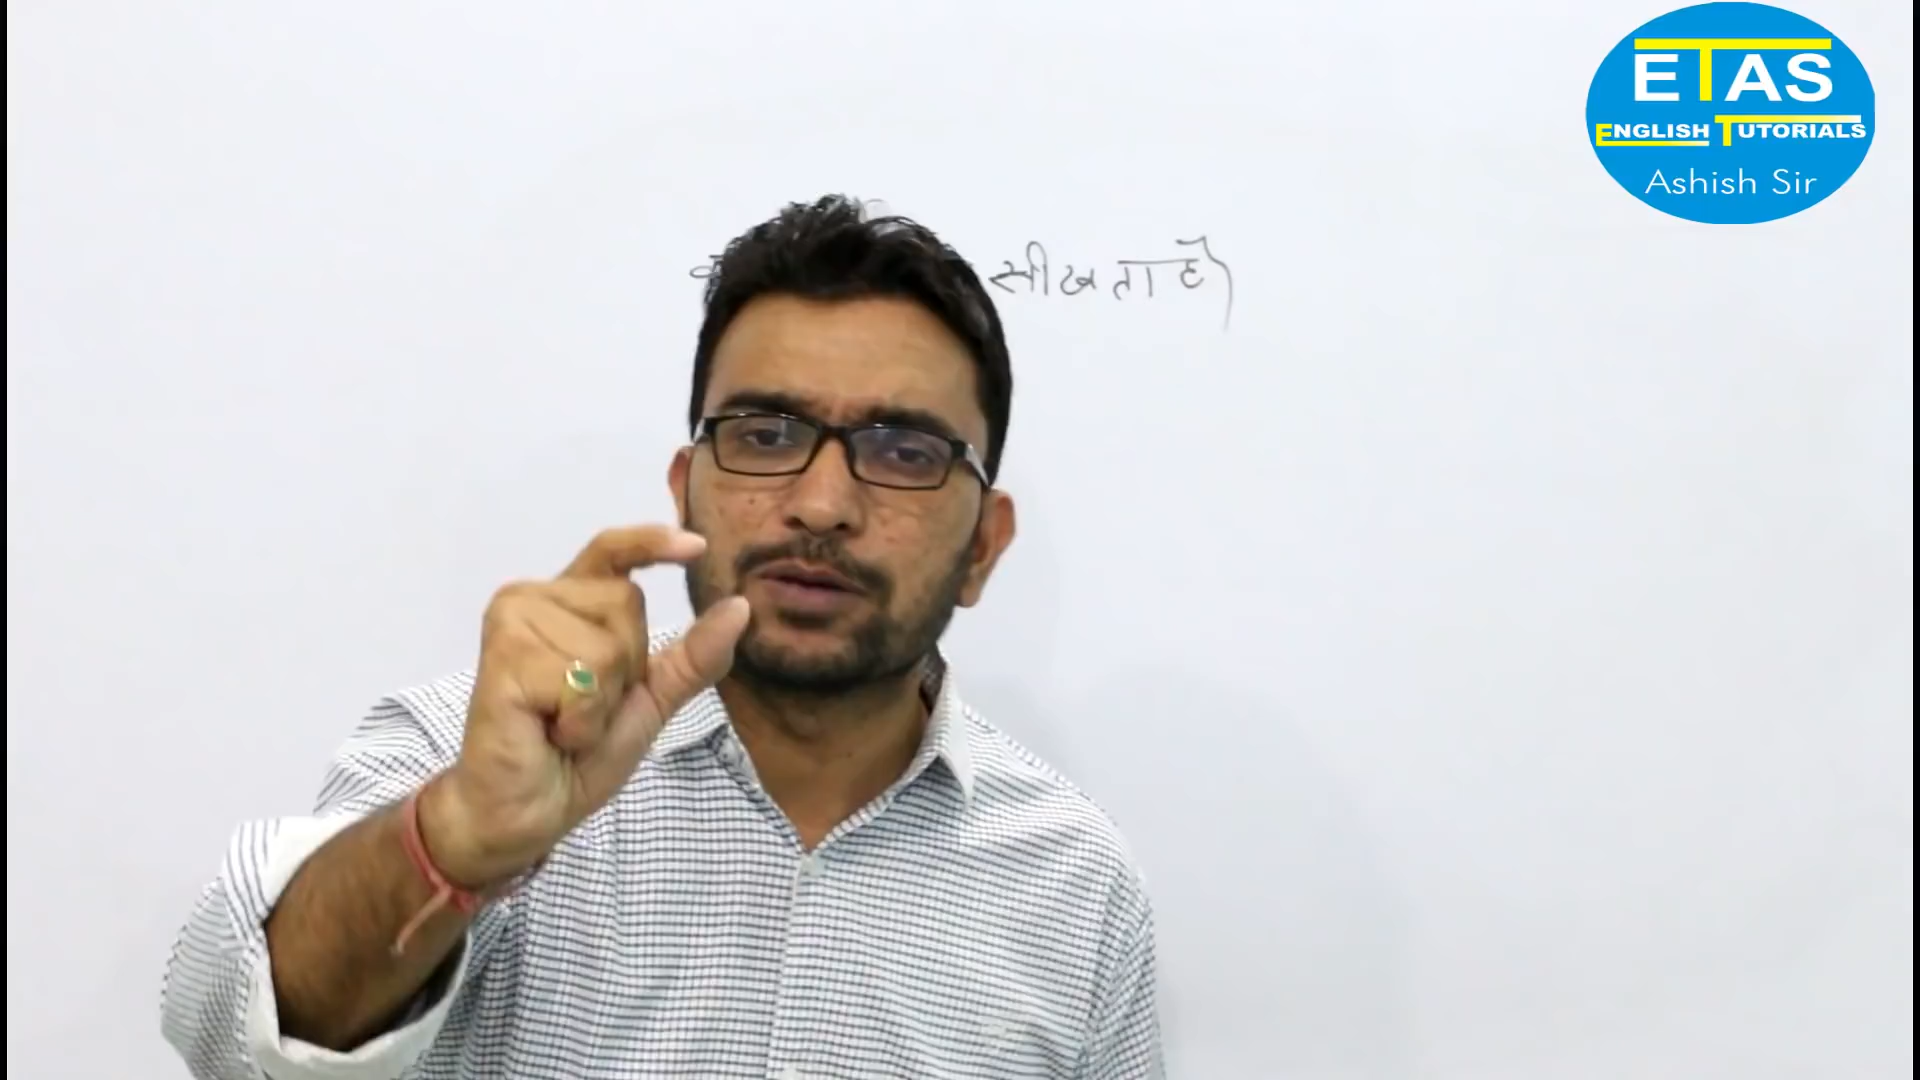 ETAS
ENGLISH TUTORIALS
Ashish Sir
सीखता है